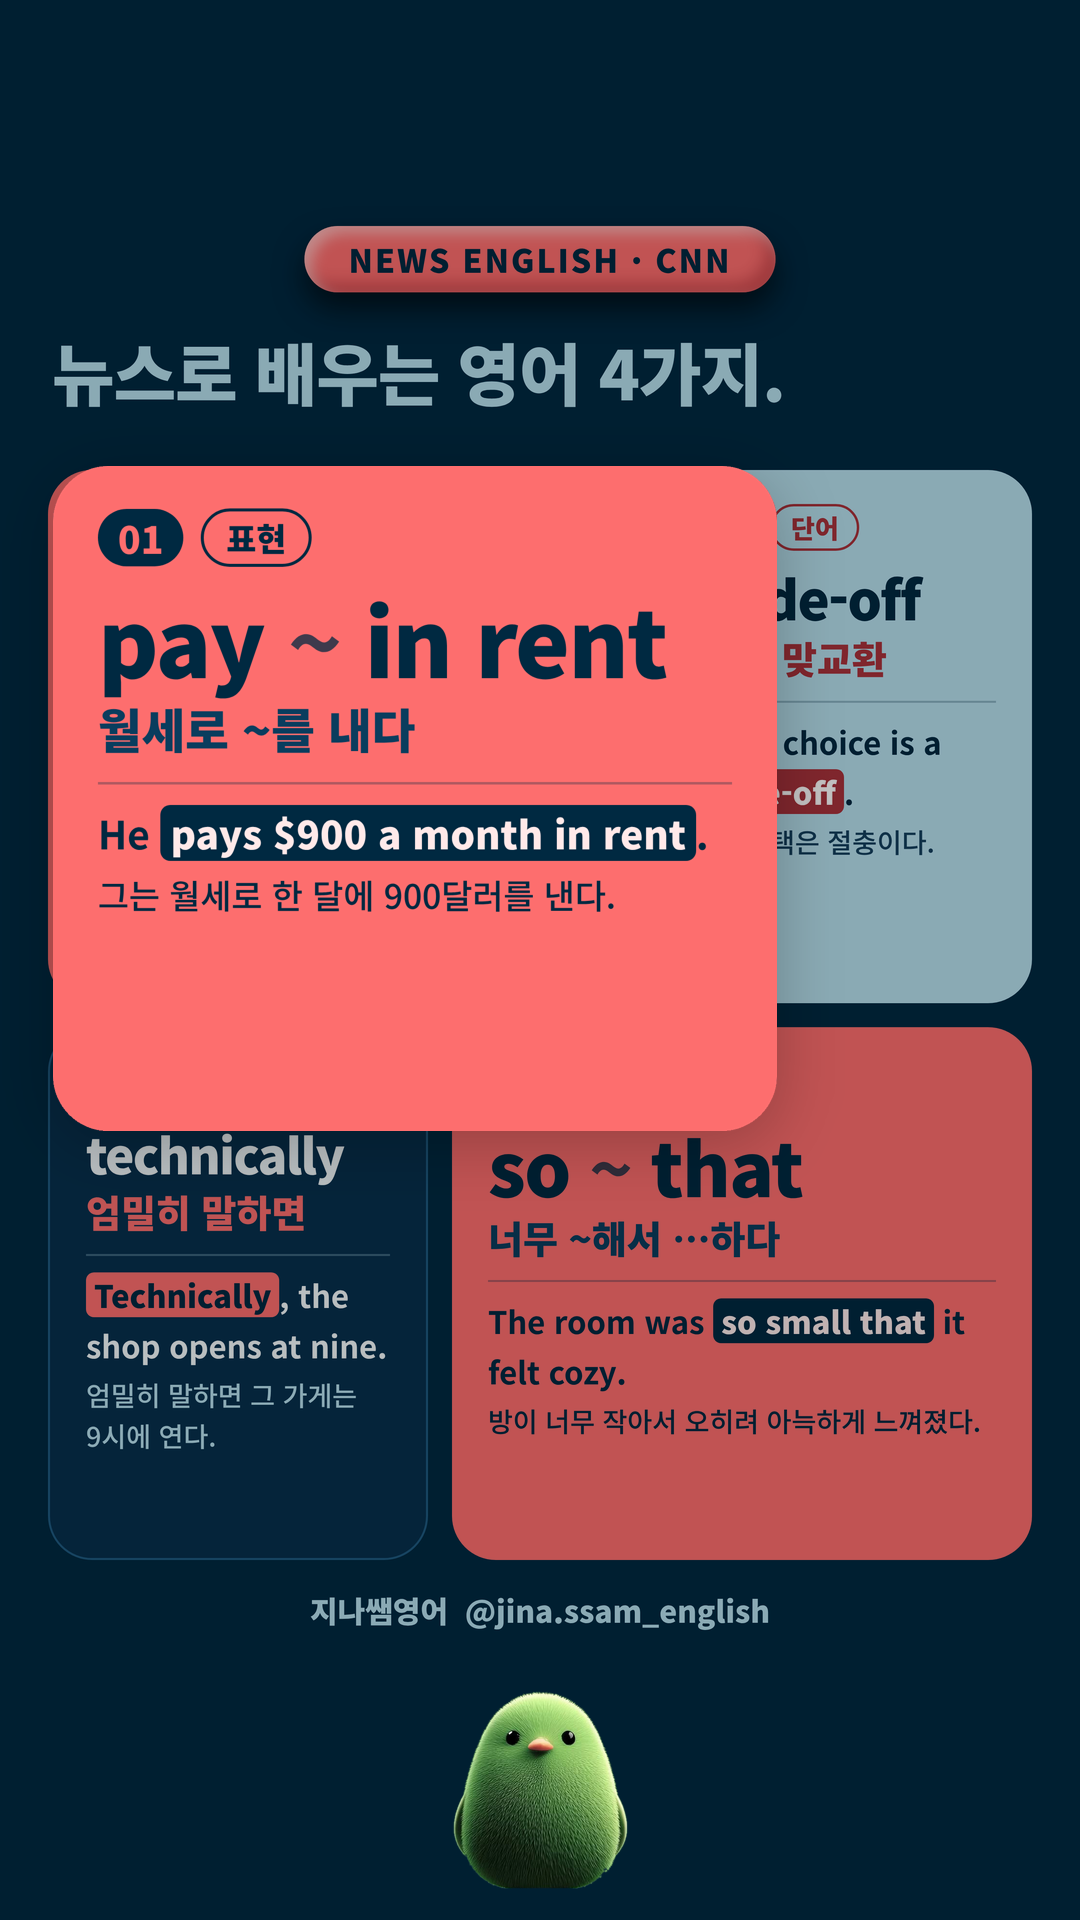 NEWS ENGLISH · CNN
뉴스로 배우는 영어 4가지.
01 표현
pay ~ in rent
월세로 ~를 내다
He pays $900 a month in rent.
그는 월세로 한 달에 900달러를 낸다.
단어
de-off
맞교환
choice is a
-off.
택은 절충이다.
technically
엄밀히 말하면
Technically, the
shop opens at nine.
엄밀히 말하면 그 가게는
9시에 연다.
so ~ that
너무 ~해서 …하다
The room was so small that it
felt cozy.
방이 너무 작아서 오히려 아늑하게 느껴졌다.
지나쌤영어 @jina.ssam_english